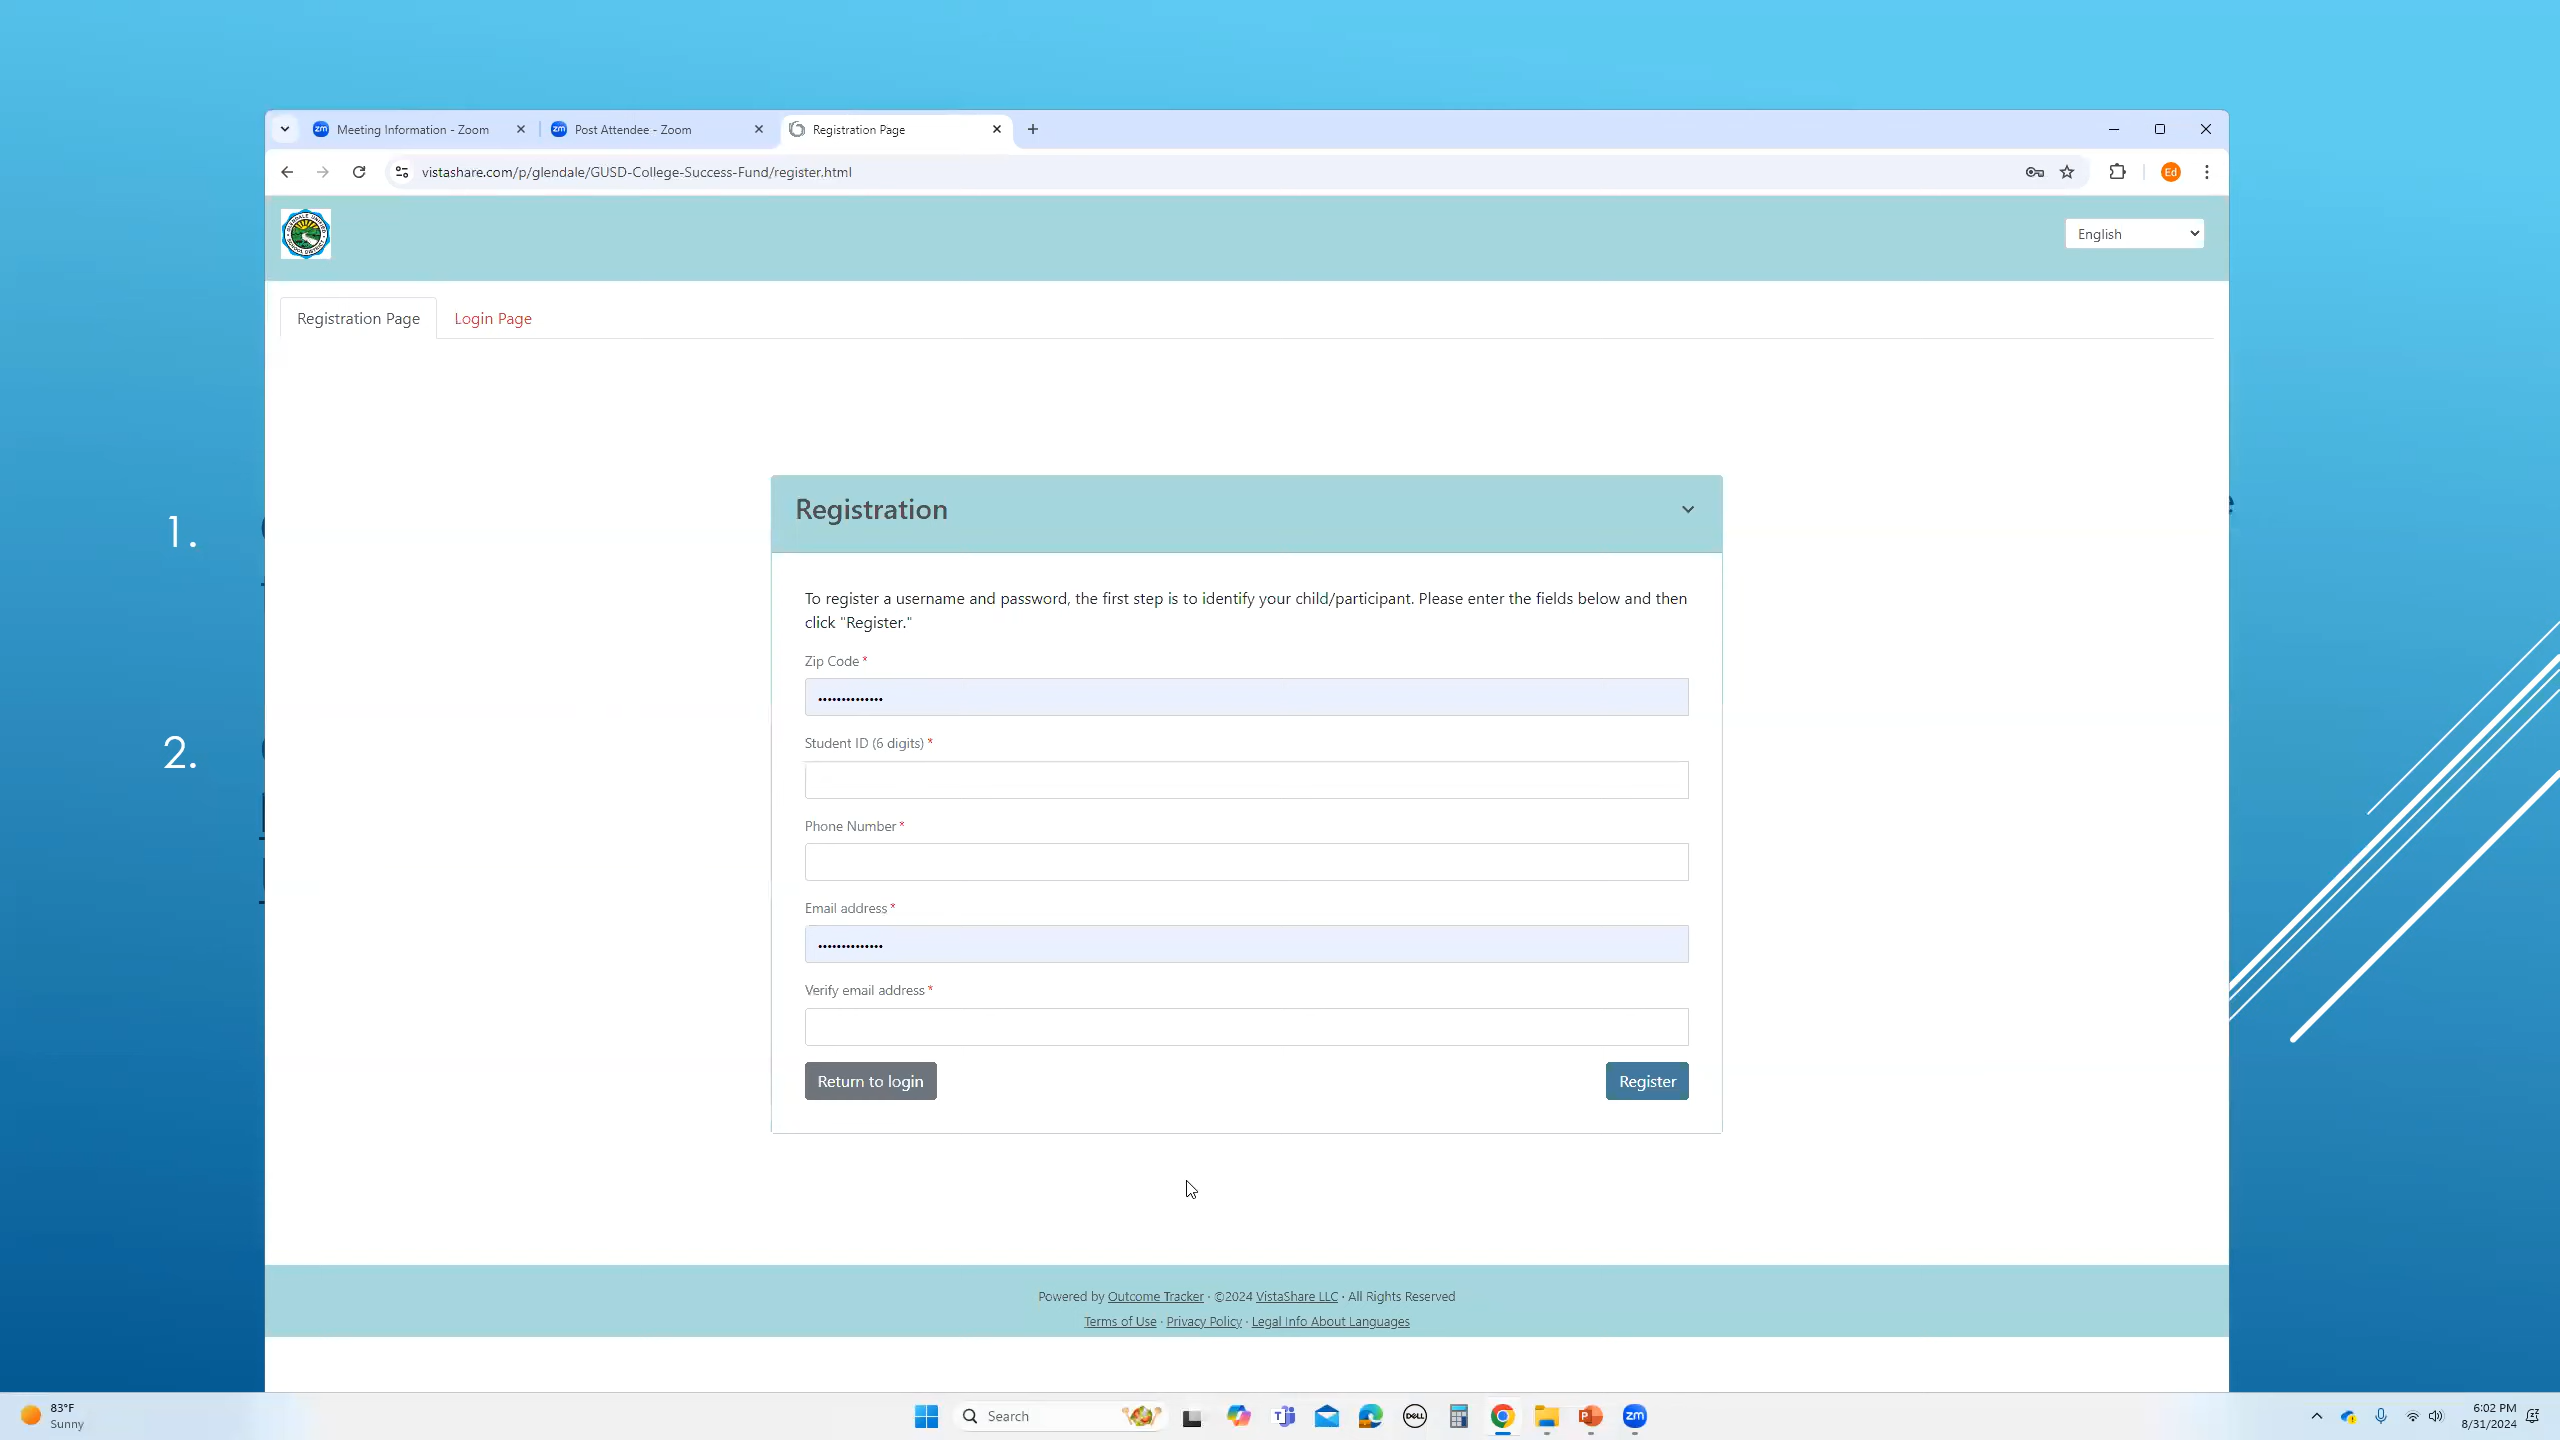 Meeting Information - Zoom
Post Attendee - Zoom
Registration Page
vistashare.com/p/glendale/GUSD-College-Success-Fund/register.html
Ed
English
Registration Page
Login Page
Registration
To register a username and password, the first step is to identify your child/participant. Please enter the fields below and then
click "Register."
Zip Code *
••••••••••••••
Student ID (6 digits) *
Phone Number *
Email address *
••••••••••••••
Verify email address *
Return to login
Register
1.
2.
Powered by Outcome Tracker · ©2024 VistaShare LLC · All Rights Reserved
Terms of Use · Privacy Policy · Legal Info About Languages
83°F
Sunny
Search
DELL
zm
6:02 PM
8/31/2024